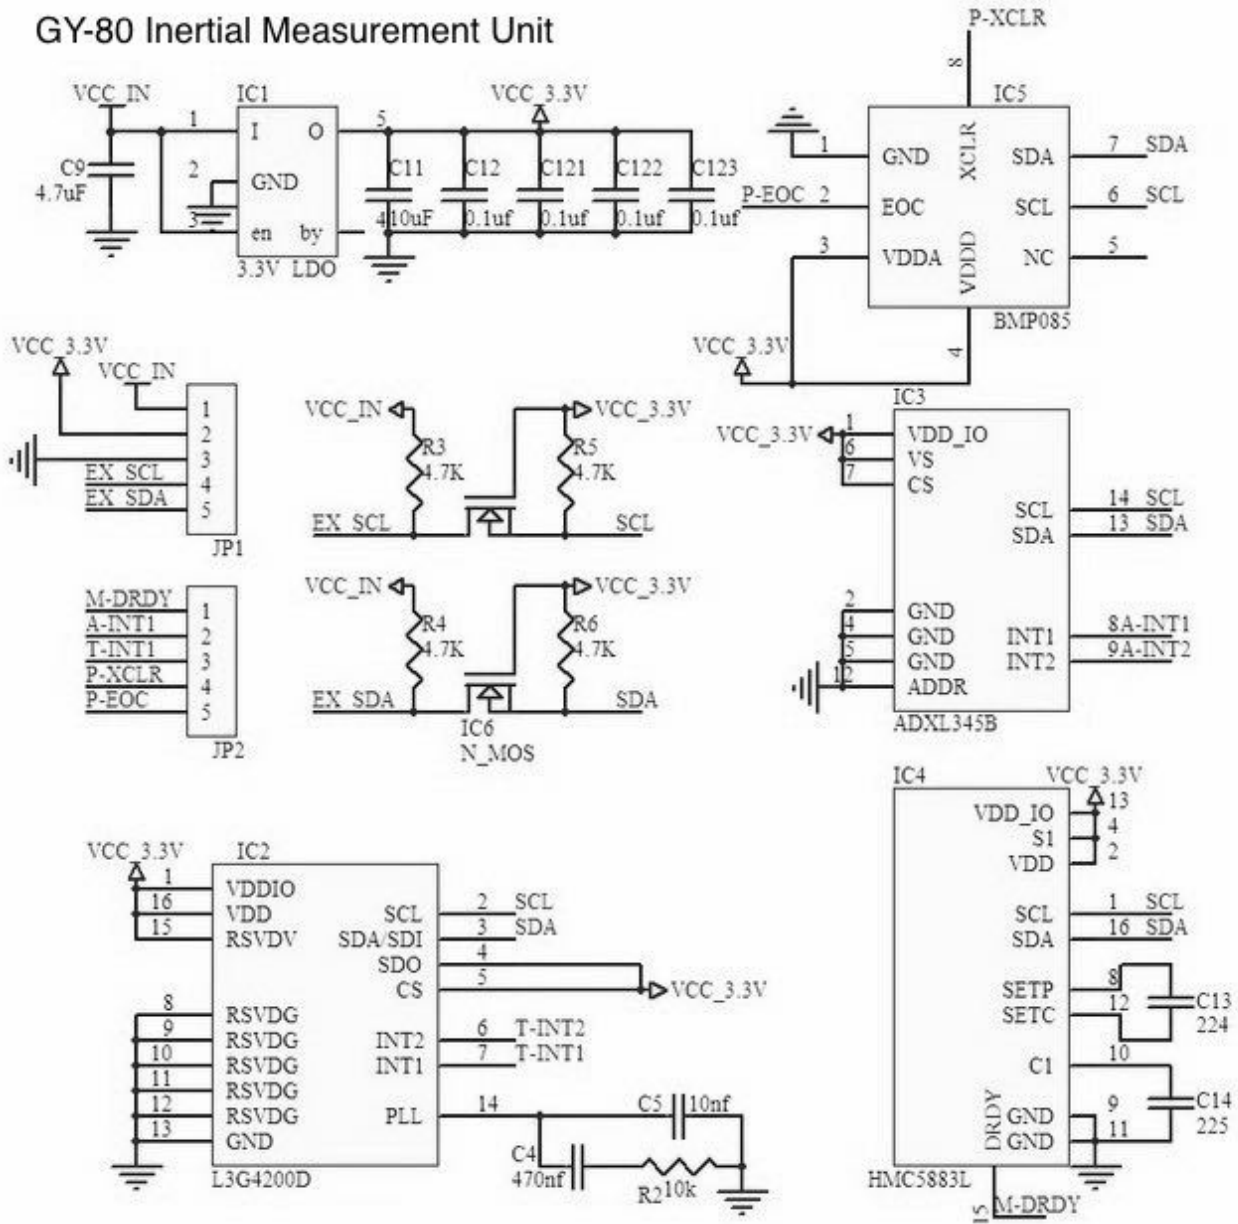 GY-80 Inertial Measurement Unit
VCC_IN
IC1
1
I
O
5
2
GND
3
en
by
4
3.3V LDO
C9
4.7uF
VCC_3.3V
C11
10uF
C12
0.1uf
C121
0.1uf
C122
0.1uf
C123
0.1uf
P-XCLR
8
IC5
1
GND
XCLR
SDA
7
SDA
P-EOC
2
EOC
SCL
6
SCL
3
VDDA
VDDD
NC
5
BMP085
4
VCC_3.3V
VCC_3.3V
VCC_IN
1
2
3
EX_SCL
4
EX_SDA
5
JP1
VCC_IN
VCC_3.3V
R3
4.7K
R5
4.7K
EX_SCL
SCL
M-DRDY
1
A-INT1
2
T-INT1
3
P-XCLR
4
P-EOC
5
JP2
VCC_IN
VCC_3.3V
R4
4.7K
R6
4.7K
EX_SDA
SDA
IC6
N_MOS
IC3
VCC_3.3V
1
VDD_IO
6
VS
7
CS
SCL
14
SCL
SDA
13
SDA
2
GND
4
GND
INT1
8
A-INT1
5
GND
INT2
9
A-INT2
12
ADDR
ADXL345B
VCC_3.3V
IC2
1
VDDIO
16
VDD
SCL
2
SCL
15
RSVDV
SDA/SDI
3
SDA
SDO
4
CS
5
VCC_3.3V
8
RSVDG
9
RSVDG
INT2
6
T-INT2
10
RSVDG
INT1
7
T-INT1
11
RSVDG
12
RSVDG
PLL
14
13
GND
L3G4200D
C5
10nf
C4
470nf
R2
10k
IC4
VCC_3.3V
VDD_IO
13
S1
4
VDD
2
SCL
1
SCL
SDA
16
SDA
SETP
8
SETC
12
C13
224
C1
10
C14
225
DRDY
GND
9
GND
11
HMC5883L
15
M-DRDY